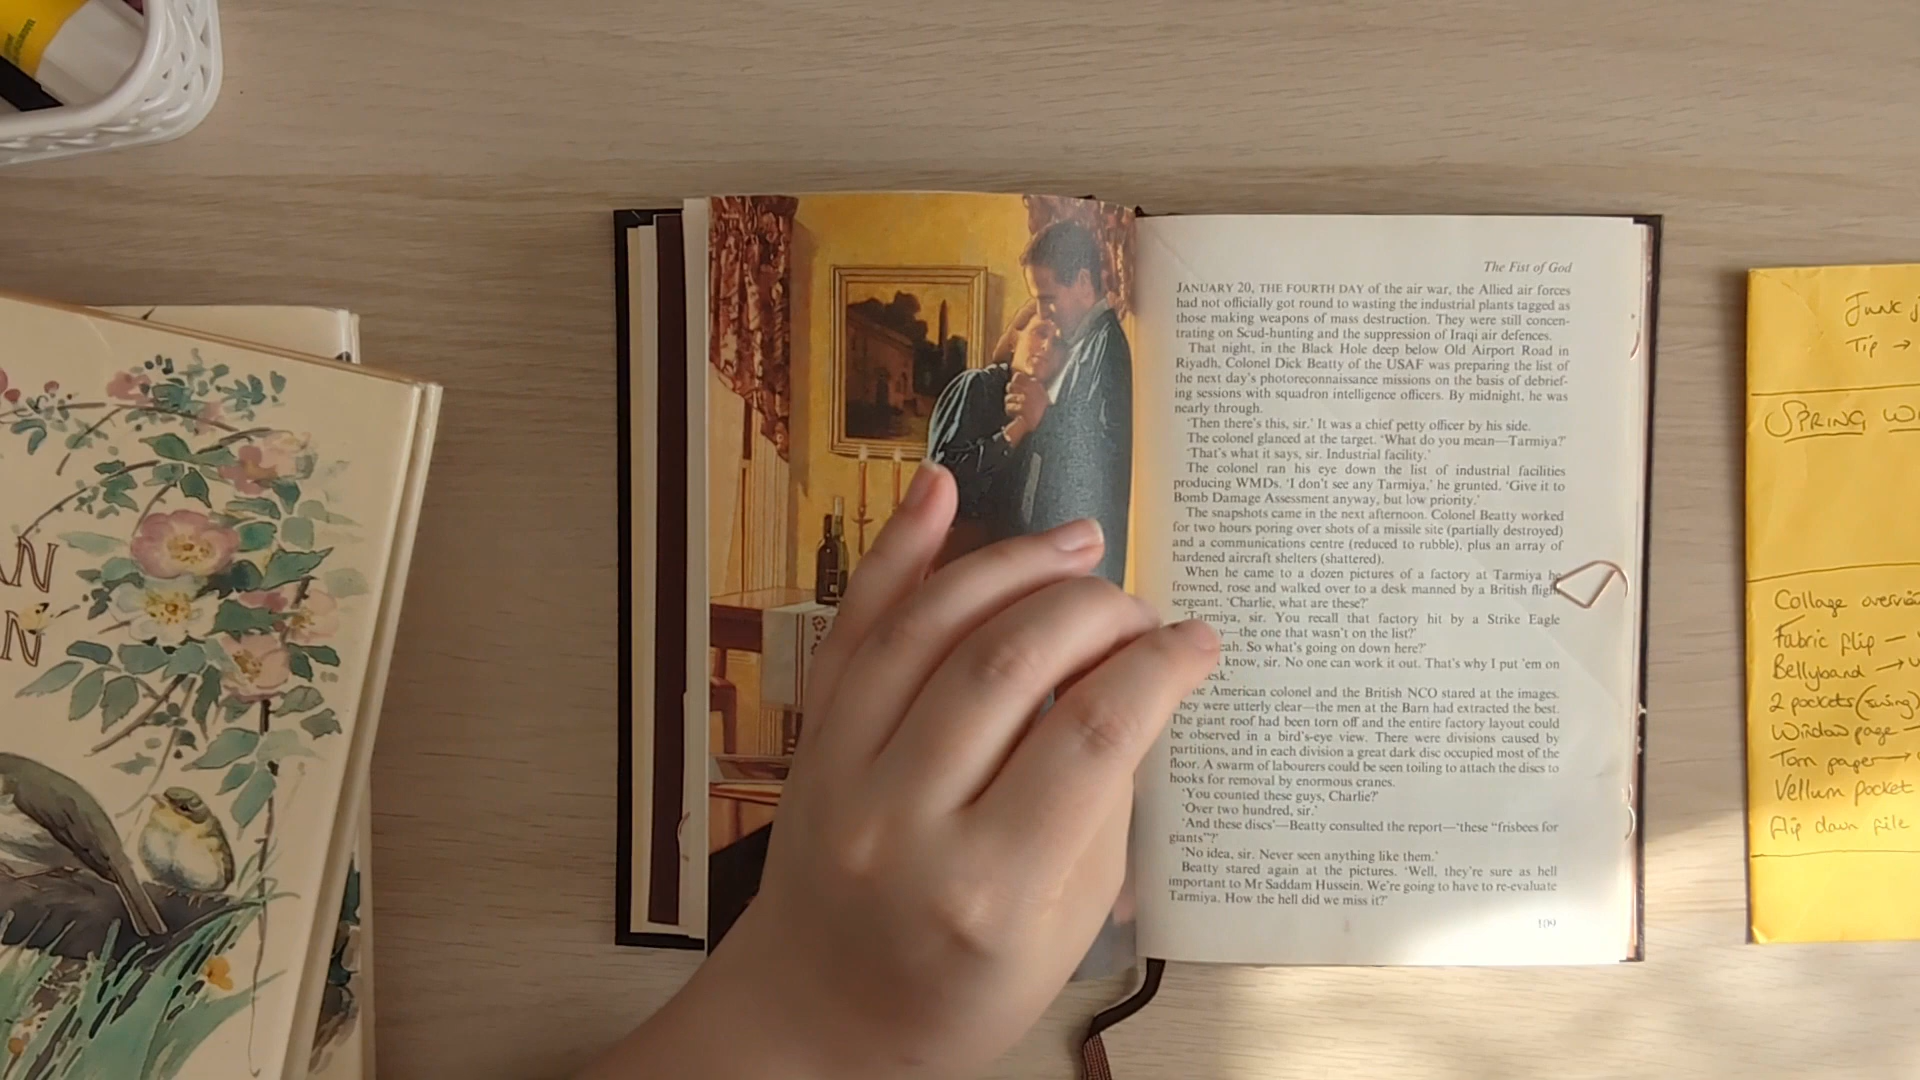 AN
N
The Fist of God
JANUARY 20, THE FOURTH DAY of the air war, the Allied air forces
had not officially got round to wasting the industrial plants tagged as
those making weapons of mass destruction. They were still concen-
trating on Scud-hunting and the suppression of Iraqi air defences.
That night, in the Black Hole deep below Old Airport Road in
Riyadh, Colonel Dick Beatty of the USAF was preparing the list of
the next day's photoreconnaissance missions on the basis of debrief-
ing sessions with squadron intelligence officers. By midnight, he was
nearly through.
'Then there's this, sir.' It was a chief petty officer by his side.
The colonel glanced at the target. 'What do you mean—Tarmiya?'
'That's what it says, sir. Industrial facility.'
The colonel ran his eye down the list of industrial facilities
producing WMDs. 'I don't see any Tarmiya,' he grunted. 'Give it to
Bomb Damage Assessment anyway, but low priority.'
The snapshots came in the next afternoon. Colonel Beatty worked
for two hours poring over shots of a missile site (partially destroyed)
and a communications centre (reduced to rubble), plus an array of
hardened aircraft shelters (shattered).
When he came to a dozen pictures of a factory at Tarmiya he
frowned, rose and walked over to a desk manned by a British flight
sergeant. 'Charlie, what are these?'
'Tarmiya, sir. You recall that factory hit by a Strike Eagle
y—the one that wasn't on the list?'
eah. So what's going on down here?'
know, sir. No one can work it out. That's why I put 'em on
esk.'
he American colonel and the British NCO stared at the images.
hey were utterly clear—the men at the Barn had extracted the best.
The giant roof had been torn off and the entire factory layout could
be observed in a bird's-eye view. There were divisions caused by
partitions, and in each division a great dark disc occupied most of the
floor. A swarm of labourers could be seen toiling to attach the discs to
hooks for removal by enormous cranes.
'You counted these guys, Charlie?'
'Over two hundred, sir.'
'And these discs'—Beatty consulted the report—'these "frisbees for
giants"?'
'No idea, sir. Never seen anything like them.'
Beatty stared again at the pictures. 'Well, they're sure as hell
important to Mr Saddam Hussein. We're going to have to re-evaluate
Tarmiya. How the hell did we miss it?'
109
Junk j
Tip →
SPRING W
Collage overvie
Fabric flip —
Bellyband →
2 pockets (swing)
Window page —
Torn paper →
Vellum pocket
flip down file